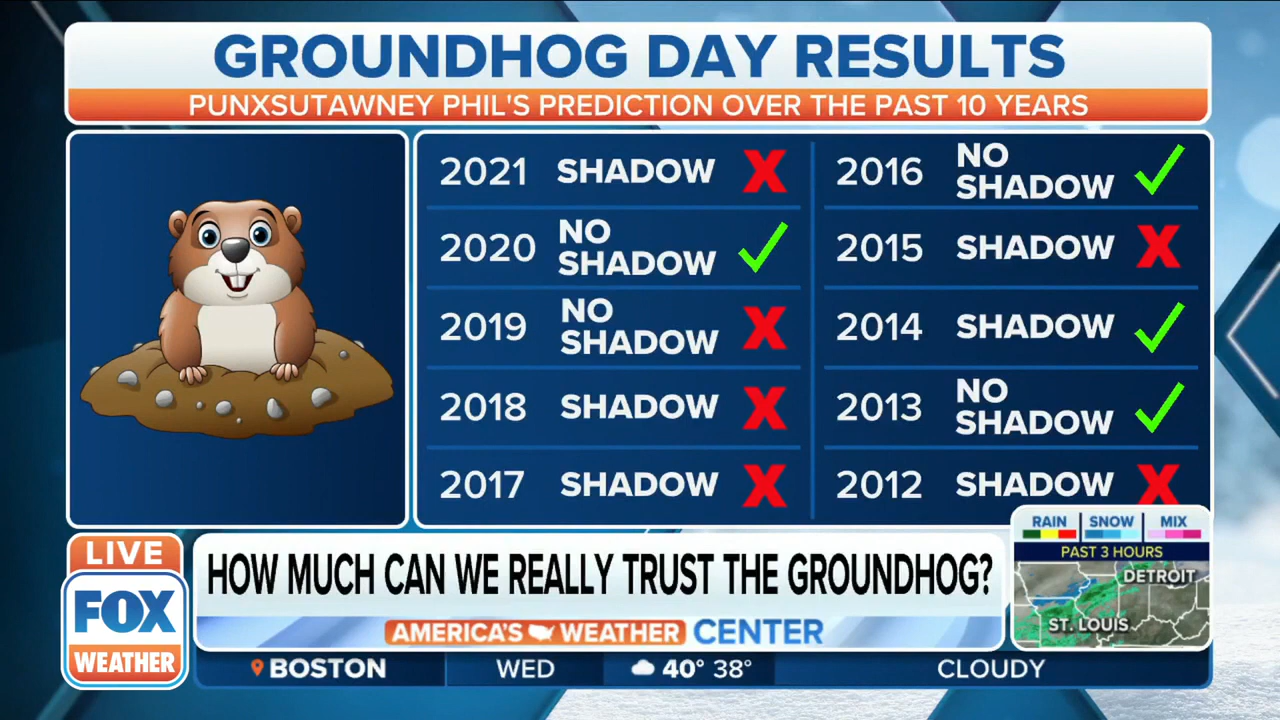 GROUNDHOG DAY RESULTS
PUNXSUTAWNEY PHIL'S PREDICTION OVER THE PAST 10 YEARS
2021 SHADOW X
2020 NO SHADOW ✓
2019 NO SHADOW X
2018 SHADOW X
2017 SHADOW X
2016 NO SHADOW ✓
2015 SHADOW X
2014 SHADOW ✓
2013 NO SHADOW ✓
2012 SHADOW X
RAIN SNOW MIX
PAST 3 HOURS
DETROIT
ST. LOUIS
LIVE
FOX
WEATHER
HOW MUCH CAN WE REALLY TRUST THE GROUNDHOG?
AMERICA'S WEATHER CENTER
BOSTON WED 40° 38° CLOUDY